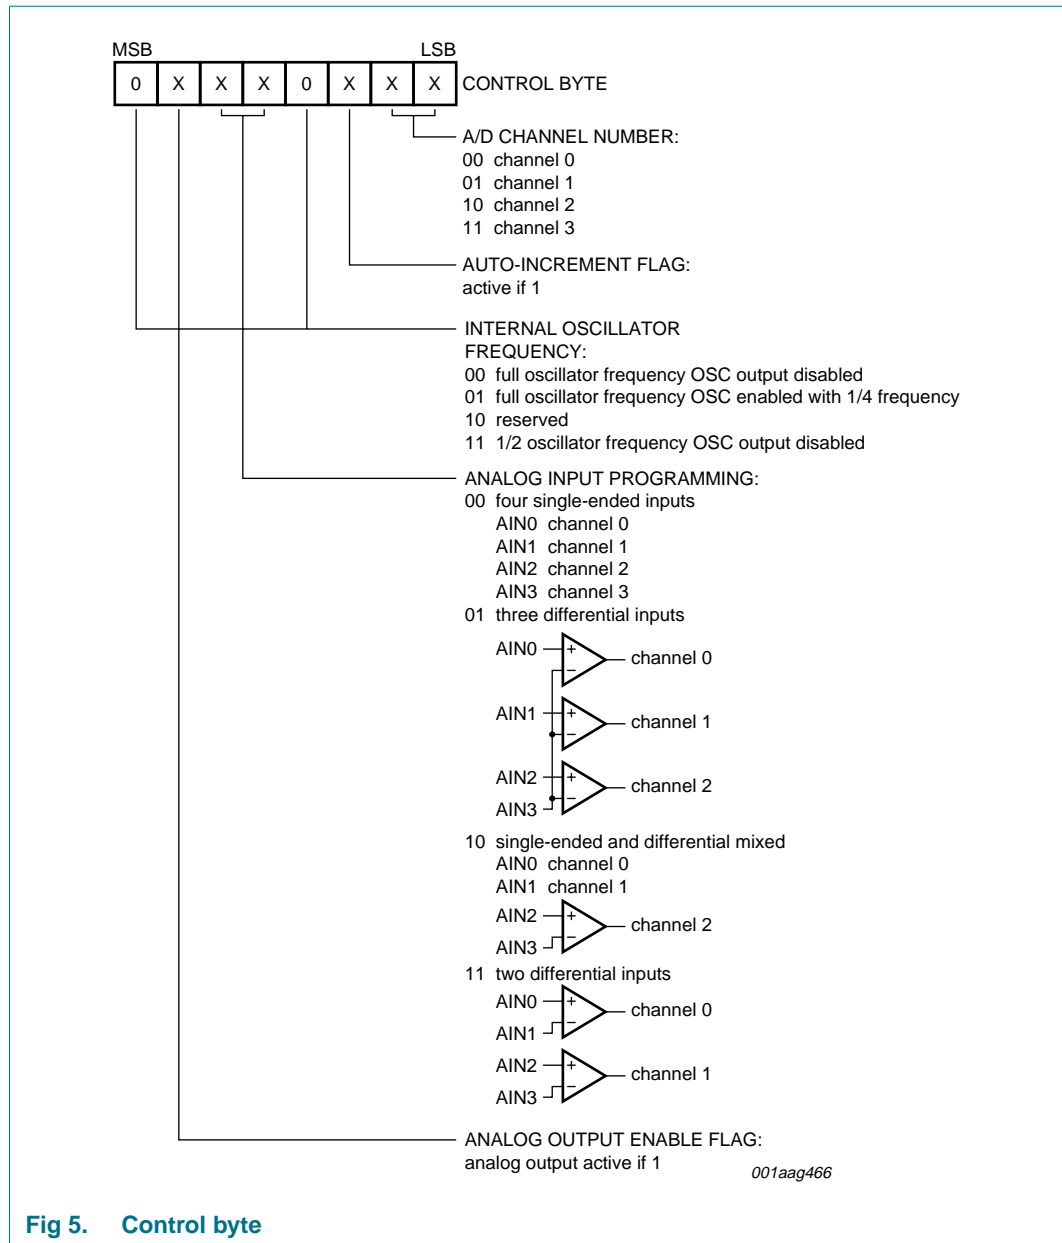 MSB LSB
0 X X X 0 X X X CONTROL BYTE
A/D CHANNEL NUMBER:
00 channel 0
01 channel 1
10 channel 2
11 channel 3
AUTO-INCREMENT FLAG:
active if 1
INTERNAL OSCILLATOR
FREQUENCY:
00 full oscillator frequency OSC output disabled
01 full oscillator frequency OSC enabled with 1/4 frequency
10 reserved
11 1/2 oscillator frequency OSC output disabled
ANALOG INPUT PROGRAMMING:
00 four single-ended inputs
AIN0 channel 0
AIN1 channel 1
AIN2 channel 2
AIN3 channel 3
01 three differential inputs
AIN0 + − channel 0
AIN1 + − channel 1
AIN2 + − channel 2
AIN3
10 single-ended and differential mixed
AIN0 channel 0
AIN1 channel 1
AIN2 + − channel 2
AIN3
11 two differential inputs
AIN0 + − channel 0
AIN1
AIN2 + − channel 1
AIN3
ANALOG OUTPUT ENABLE FLAG:
analog output active if 1
001aag466
Fig 5. Control byte